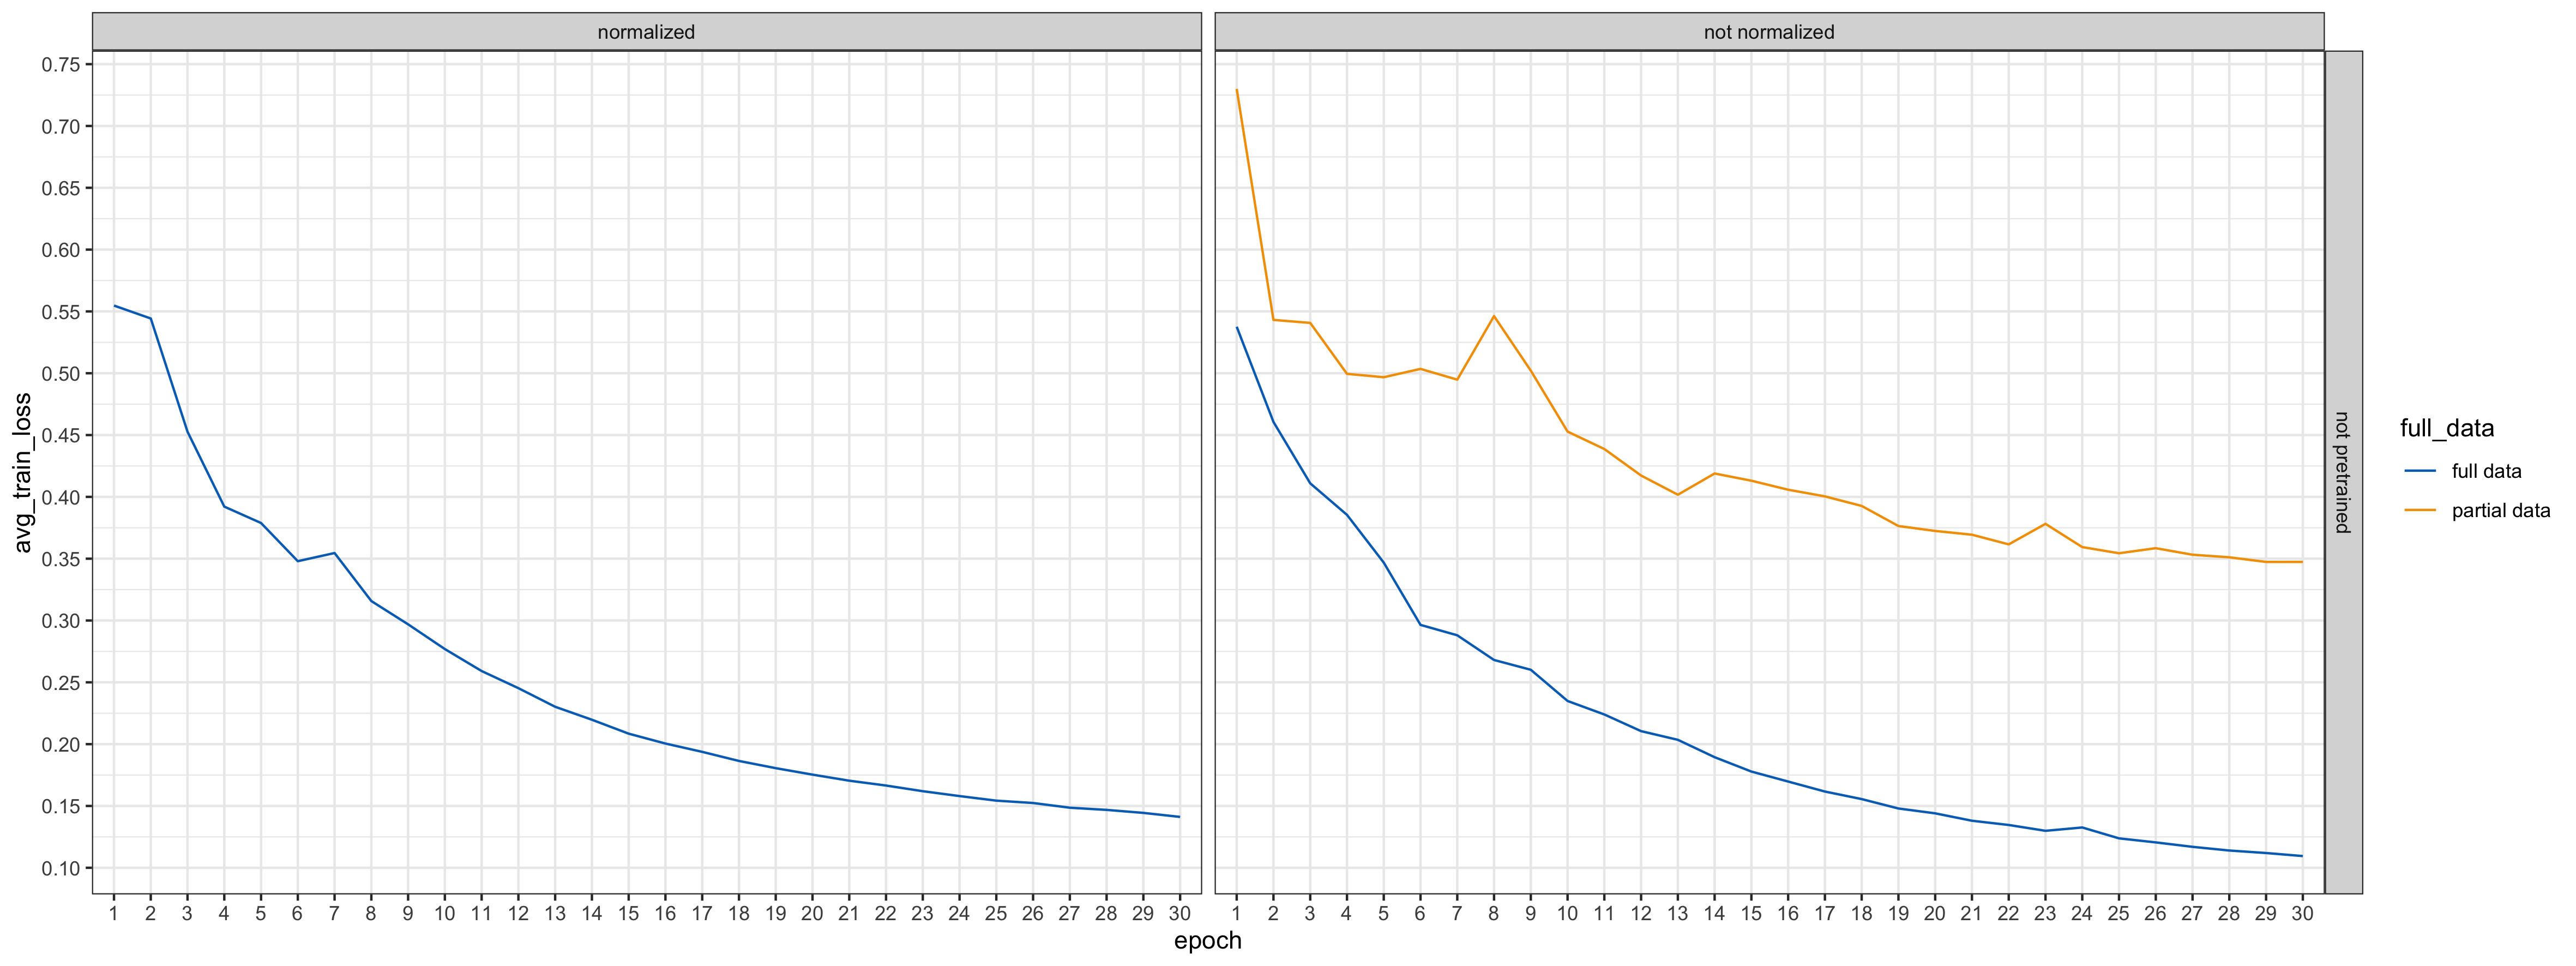 normalized
not normalized
avg_train_loss
0.75
0.70
0.65
0.60
0.55
0.50
0.45
0.40
0.35
0.30
0.25
0.20
0.15
0.10
not pretrained
full_data
full data
partial data
1 2 3 4 5 6 7 8 9 10 11 12 13 14 15 16 17 18 19 20 21 22 23 24 25 26 27 28 29 30
1 2 3 4 5 6 7 8 9 10 11 12 13 14 15 16 17 18 19 20 21 22 23 24 25 26 27 28 29 30
epoch